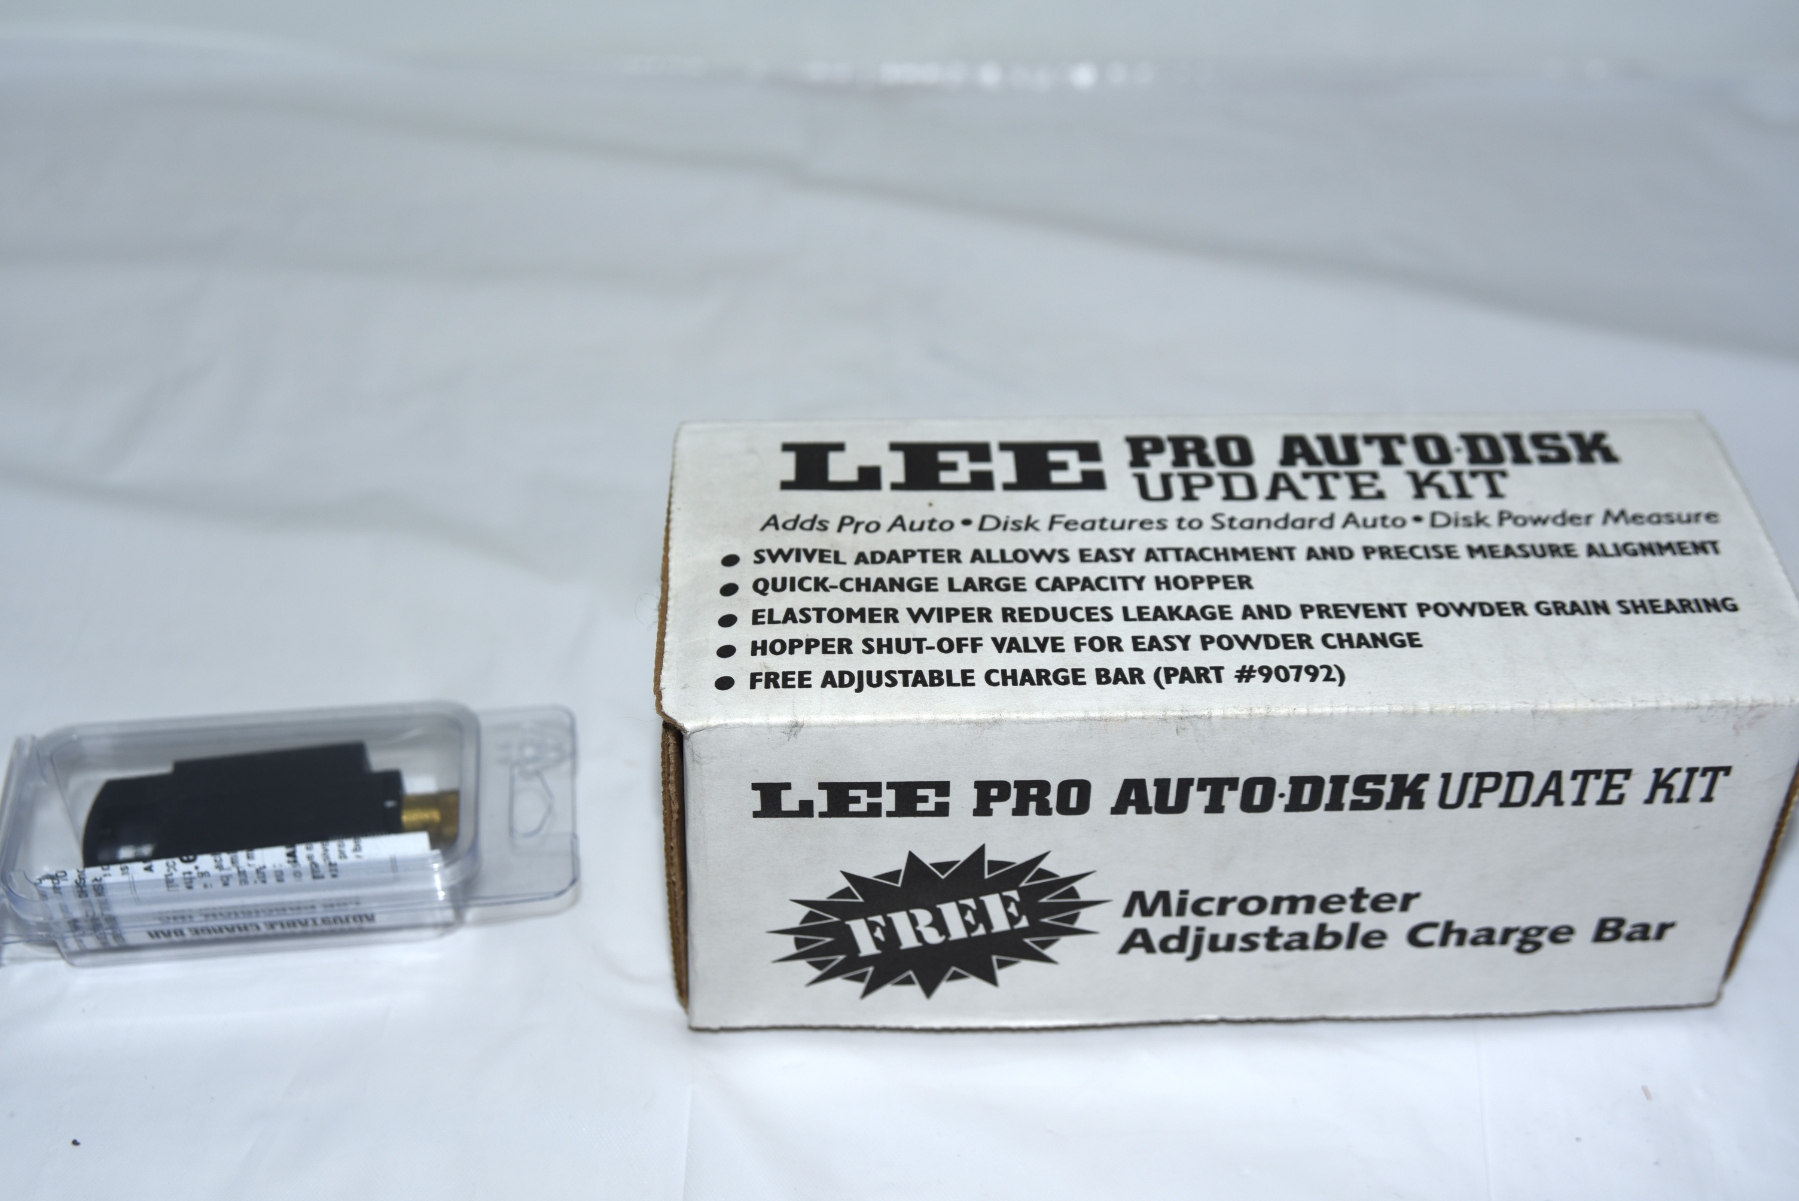 LEE PRO AUTO·DISK
UPDATE KIT
Adds Pro Auto • Disk Features to Standard Auto • Disk Powder Measure
● SWIVEL ADAPTER ALLOWS EASY ATTACHMENT AND PRECISE MEASURE ALIGNMENT
● QUICK-CHANGE LARGE CAPACITY HOPPER
● ELASTOMER WIPER REDUCES LEAKAGE AND PREVENT POWDER GRAIN SHEARING
● HOPPER SHUT-OFF VALVE FOR EASY POWDER CHANGE
● FREE ADJUSTABLE CHARGE BAR (PART #90792)
LEE PRO AUTO·DISK UPDATE KIT
FREE
Micrometer
Adjustable Charge Bar
ADJUSTABLE CHARGE BAR